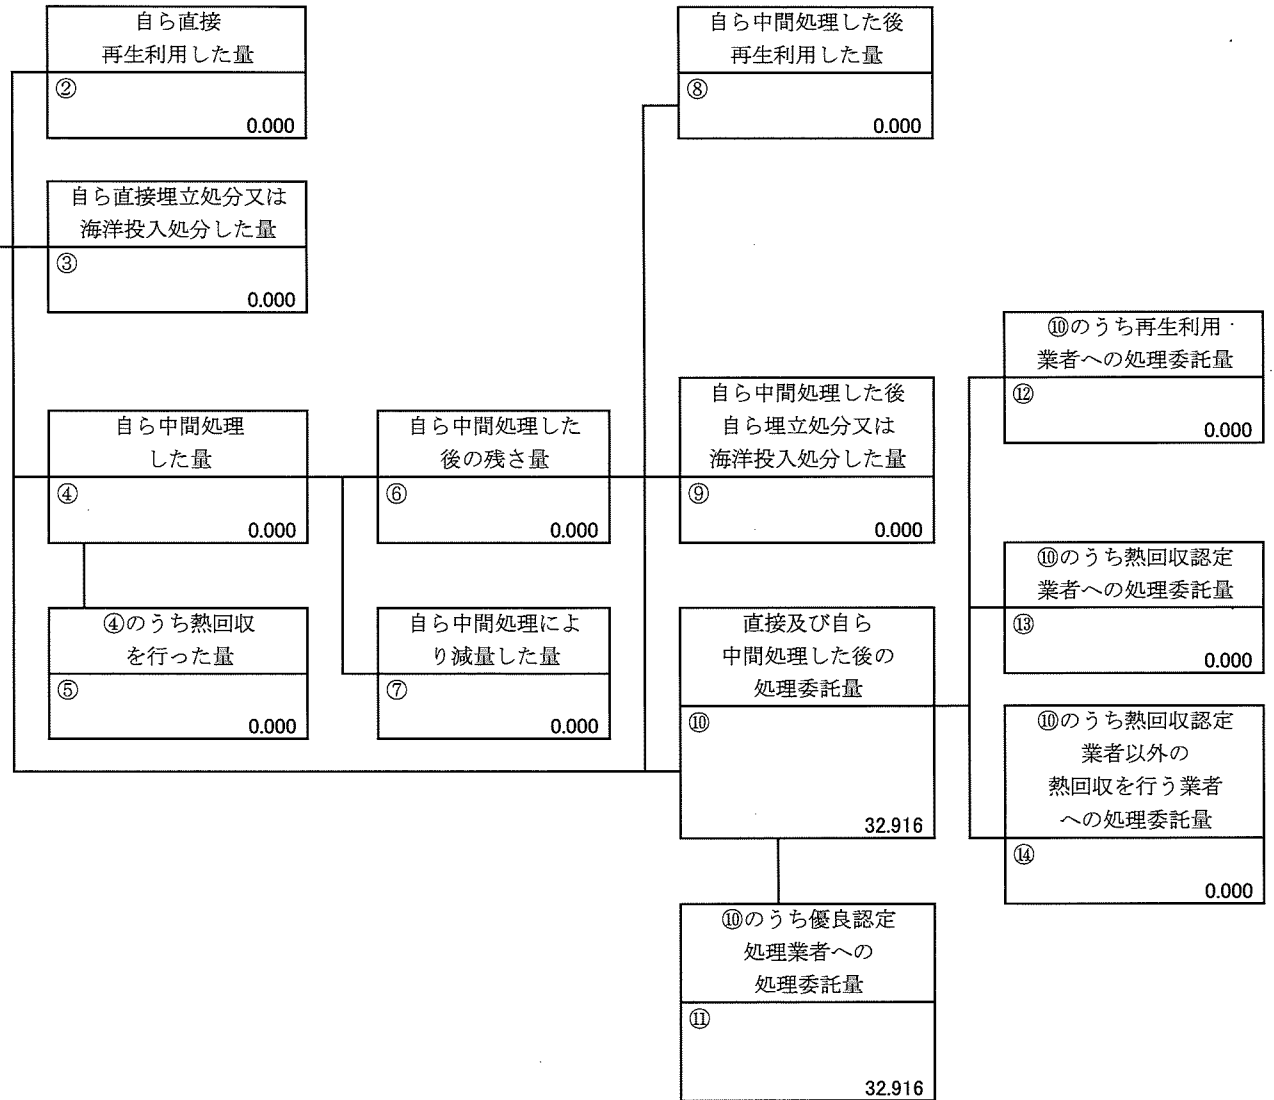 自ら直接
再生利用した量
②
0.000
自ら直接埋立処分又は
海洋投入処分した量
③
0.000
自ら中間処理
した量
④
0.000
④のうち熱回収
を行った量
⑤
0.000
自ら中間処理した
後の残さ量
⑥
0.000
自ら中間処理によ
り減量した量
⑦
0.000
自ら中間処理した後
再生利用した量
⑧
0.000
自ら中間処理した後
自ら埋立処分又は
海洋投入処分した量
⑨
0.000
直接及び自ら
中間処理した後の
処理委託量
⑩
32.916
⑩のうち優良認定
処理業者への
処理委託量
⑪
32.916
⑩のうち再生利用
業者への処理委託量
⑫
0.000
⑩のうち熱回収認定
業者への処理委託量
⑬
0.000
⑩のうち熱回収認定
業者以外の
熱回収を行う業者
への処理委託量
⑭
0.000